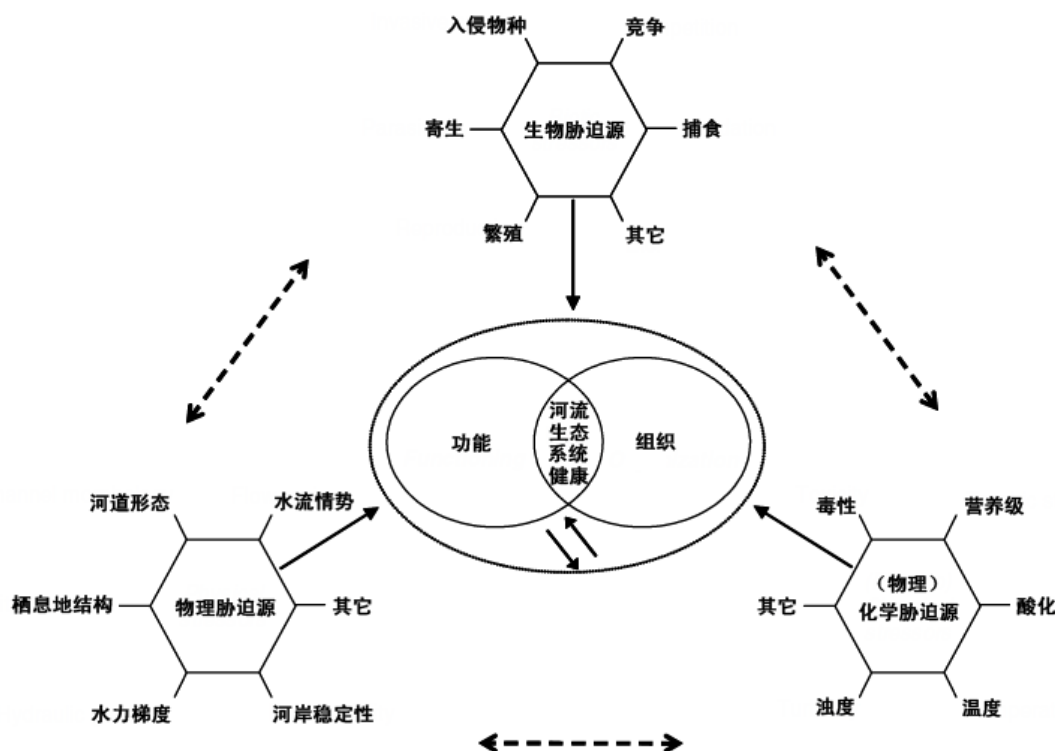 入侵物种
竞争
寄生
生物胁迫源
捕食
繁殖
其它
功能
河流
生态
系统
健康
组织
河道形态
水流情势
栖息地结构
物理胁迫源
其它
水力梯度
河岸稳定性
毒性
营养级
其它
（物理）
化学胁迫源
酸化
浊度
温度